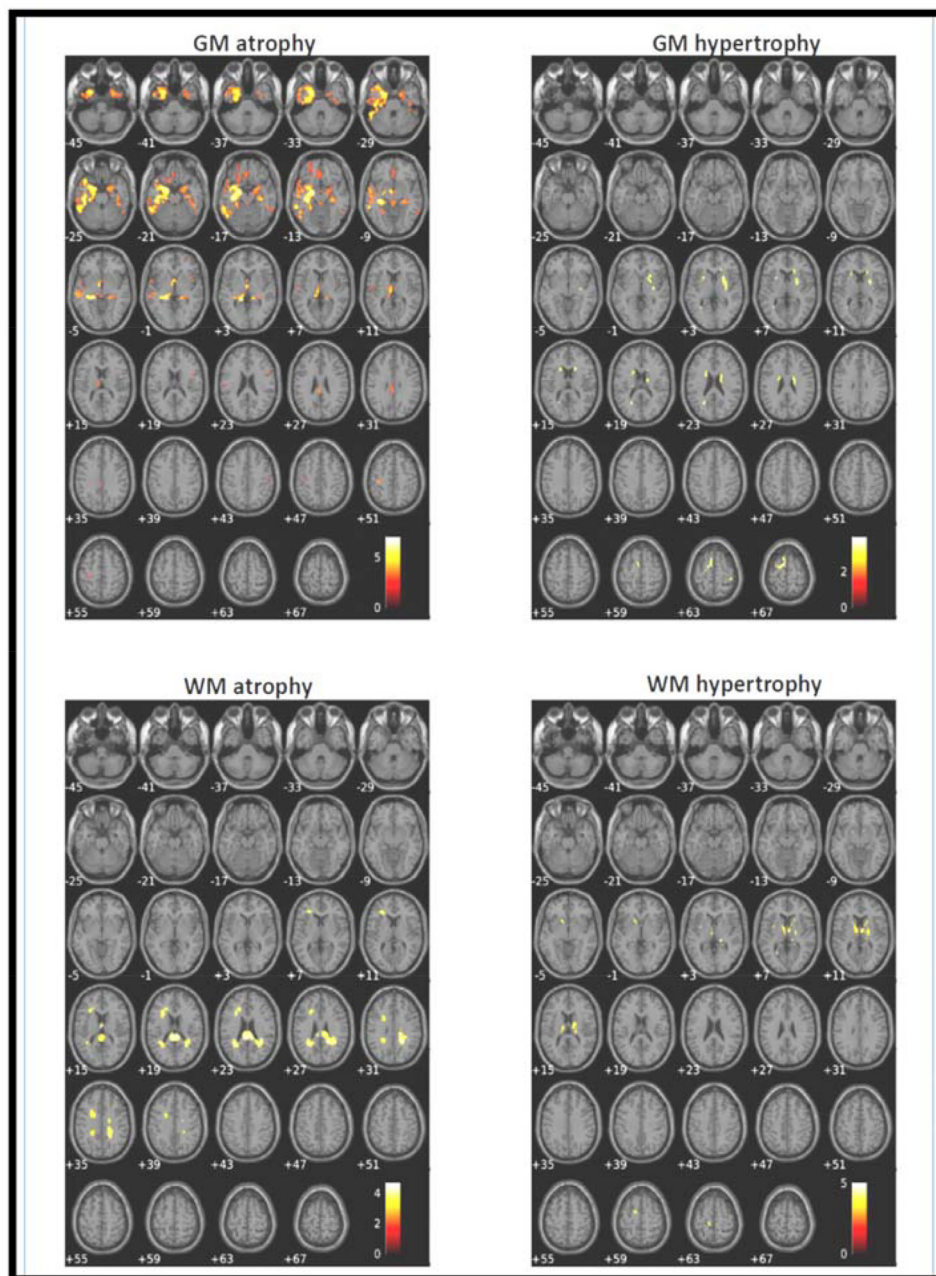 GM atrophy
-45 -41 -37 -33 -29
-25 -21 -17 -13 -9
-5 -1 +3 +7 +11
+15 +19 +23 +27 +31
+35 +39 +43 +47 +51
5
0
+55 +59 +63 +67
GM hypertrophy
-45 -41 -37 -33 -29
-25 -21 -17 -13 -9
-5 -1 +3 +7 +11
+15 +19 +23 +27 +31
+35 +39 +43 +47 +51
2
0
+55 +59 +63 +67
WM atrophy
-45 -41 -37 -33 -29
-25 -21 -17 -13 -9
-5 -1 +3 +7 +11
+15 +19 +23 +27 +31
+35 +39 +43 +47 +51
4
2
0
+55 +59 +63 +67
WM hypertrophy
-45 -41 -37 -33 -29
-25 -21 -17 -13 -9
-5 -1 +3 +7 +11
+15 +19 +23 +27 +31
+35 +39 +43 +47 +51
5
0
+55 +59 +63 +67